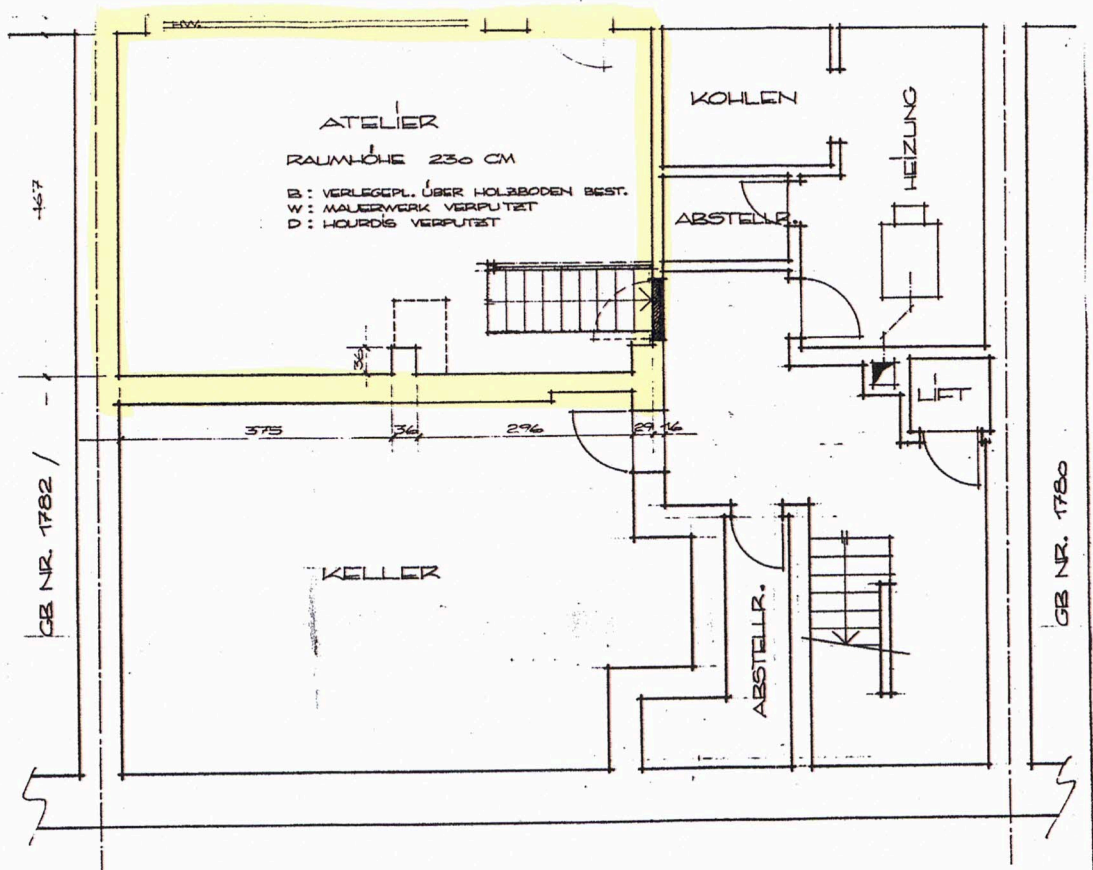 H.W.
ATELIER
RAUMHÖHE 230 CM
B: VERLEGEPL. ÜBER HOLZBODEN BEST.
W: MAUERWERK VERPUTZT
D: HOURDIS VERPUTZT
KOHLEN
HEIZUNG
ABSTELLR.
467
36
LIFT
375
36
296
29
16
GB NR. 1782 /
GB NR. 1780
KELLER
ABSTELLR.